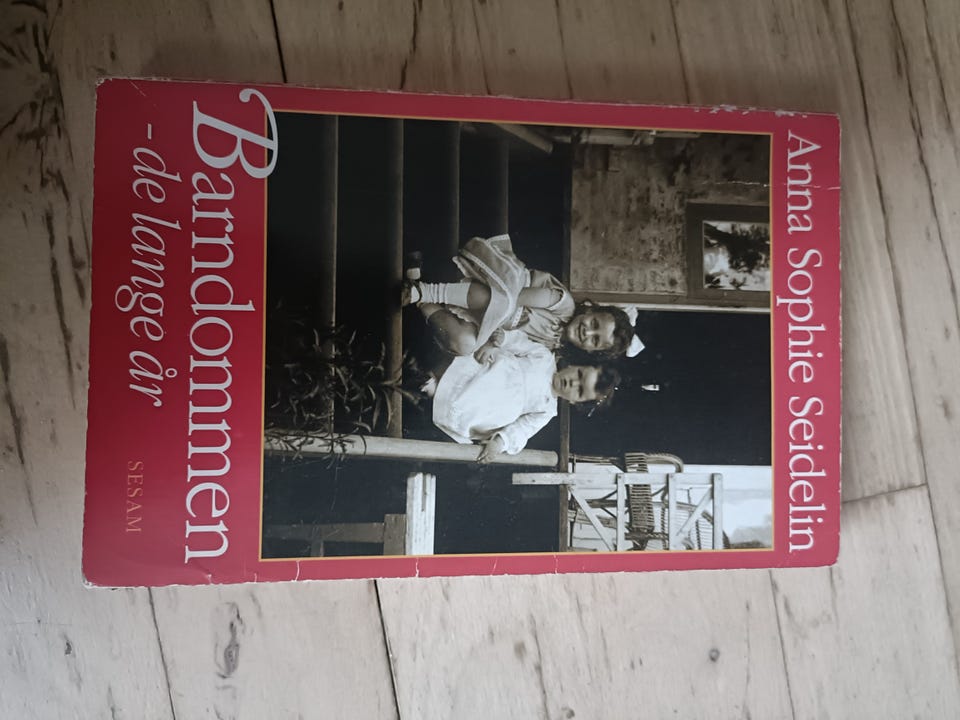 Anna Sophie Seidelin
Barndommen
- de lange år
SESAM